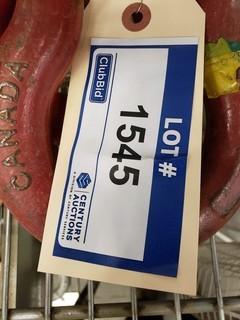 LOT #
1545
ClubBid
CENTURY
AUCTIONS
CANADA